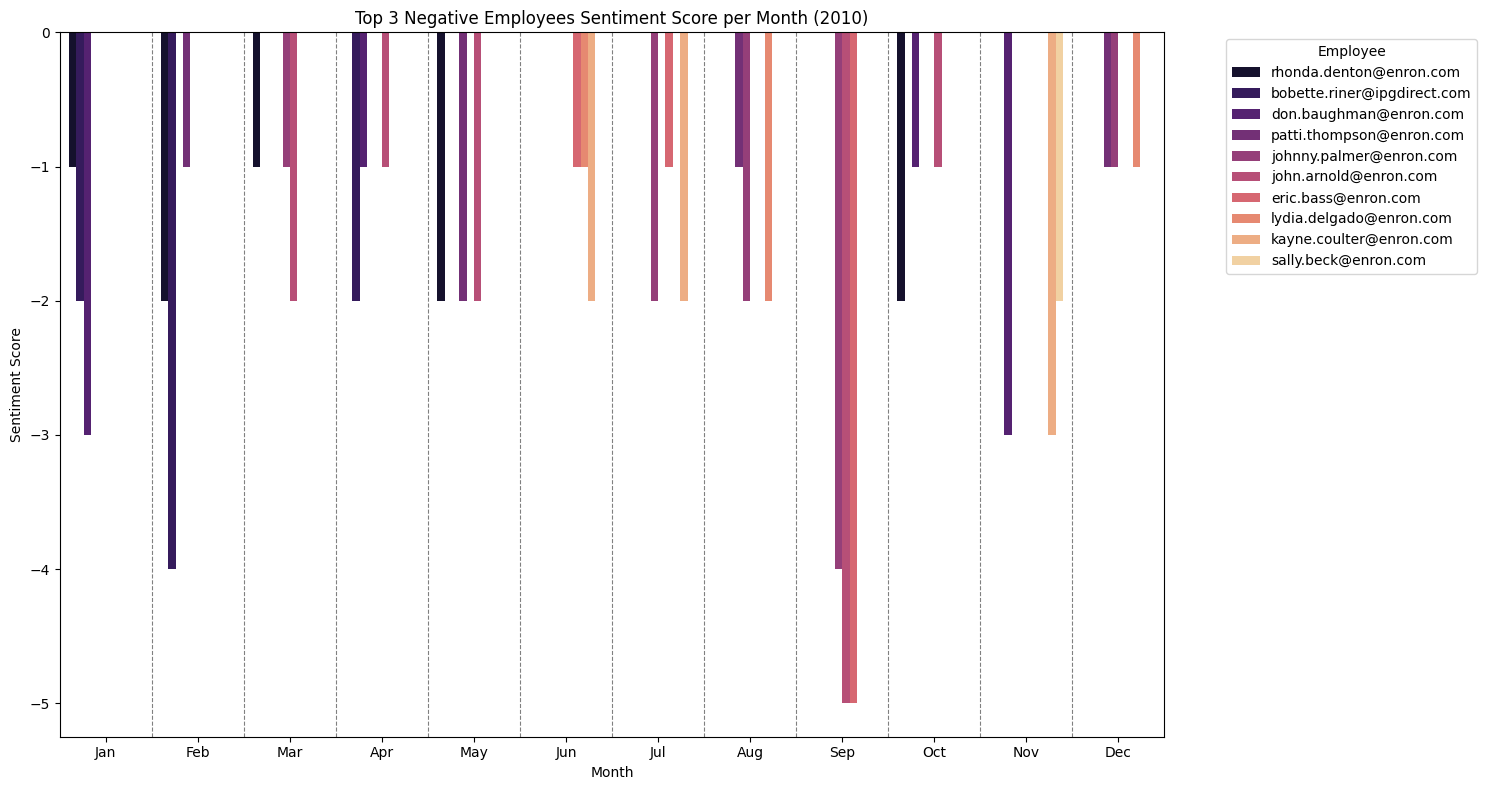 Top 3 Negative Employees Sentiment Score per Month (2010)
Employee
rhonda.denton@enron.com
bobette.riner@ipgdirect.com
don.baughman@enron.com
patti.thompson@enron.com
johnny.palmer@enron.com
john.arnold@enron.com
eric.bass@enron.com
lydia.delgado@enron.com
kayne.coulter@enron.com
sally.beck@enron.com
Sentiment Score
0
−1
−2
−3
−4
−5
Jan Feb Mar Apr May Jun Jul Aug Sep Oct Nov Dec
Month